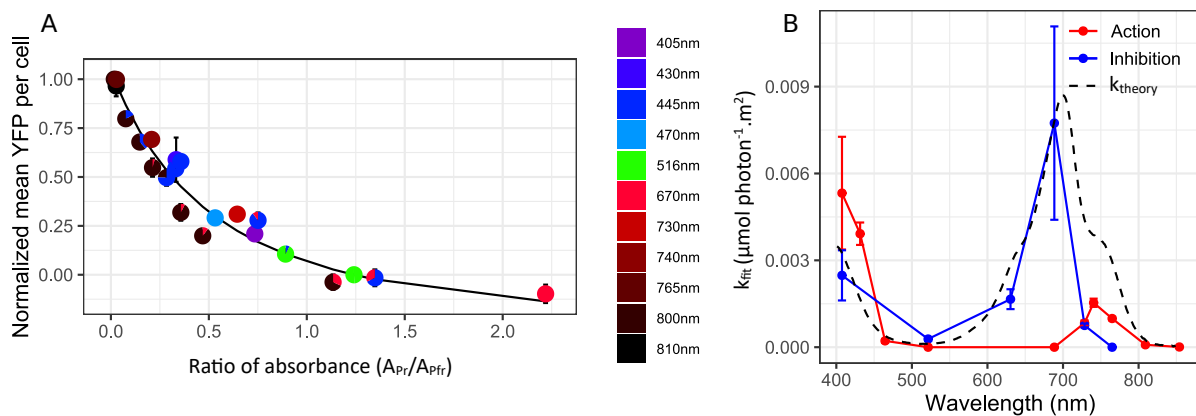 A
Normalized mean YFP per cell
1.00
0.75
0.50
0.25
0.00
0.0 0.5 1.0 1.5 2.0
Ratio of absorbance (APr/APfr)
405nm
430nm
445nm
470nm
516nm
670nm
730nm
740nm
765nm
800nm
810nm
B
Action
Inhibition
ktheory
kfit (μmol photon-1.m2)
0.009
0.006
0.003
0.000
400 500 600 700 800
Wavelength (nm)